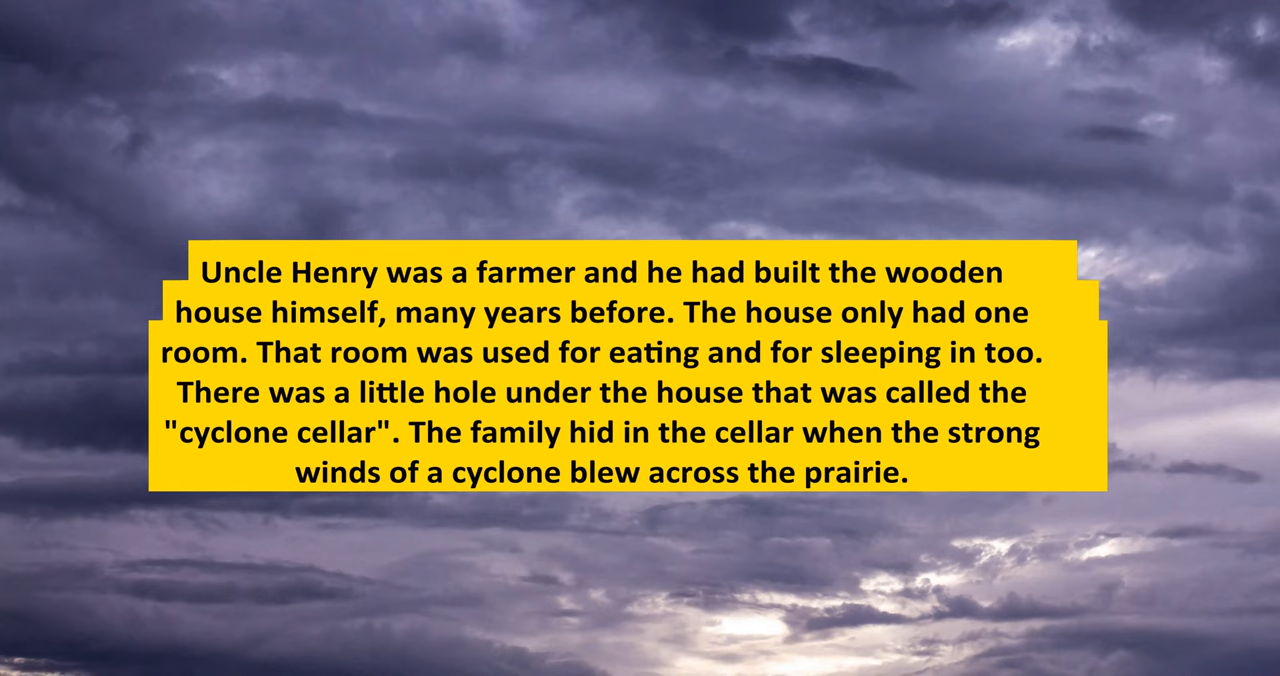 Uncle Henry was a farmer and he had built the wooden
house himself, many years before. The house only had one
room. That room was used for eating and for sleeping in too.
There was a little hole under the house that was called the
"cyclone cellar". The family hid in the cellar when the strong
winds of a cyclone blew across the prairie.